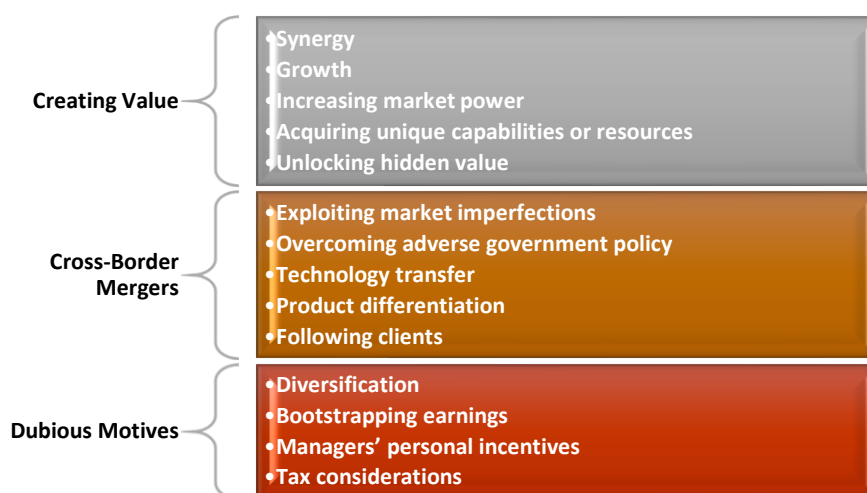 Creating Value
•Synergy
•Growth
•Increasing market power
•Acquiring unique capabilities or resources
•Unlocking hidden value
Cross-Border
Mergers
•Exploiting market imperfections
•Overcoming adverse government policy
•Technology transfer
•Product differentiation
•Following clients
Dubious Motives
•Diversification
•Bootstrapping earnings
•Managers’ personal incentives
•Tax considerations